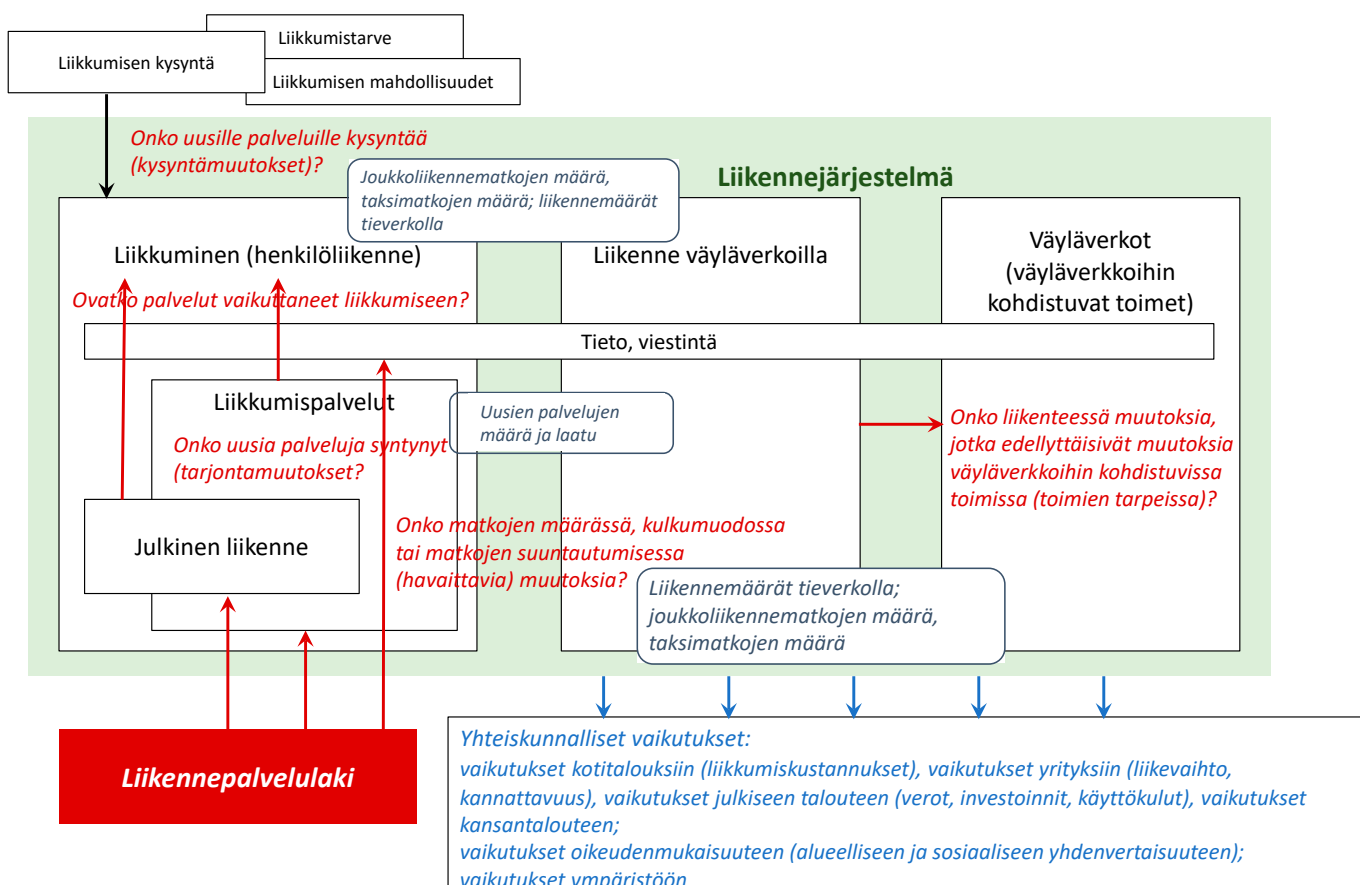 Liikkumistarve
Liikkumisen kysyntä
Liikkumisen mahdollisuudet
Onko uusille palveluille kysyntää
(kysyntämuutokset)?
Joukkoliikennematkojen määrä,
taksimatkojen määrä; liikennemäärät
tieverkolla
Liikennejärjestelmä
Liikkuminen (henkilöliikenne)
Liikenne väyläverkoilla
Väyläverkot
(väyläverkkoihin
kohdistuvat toimet)
Ovatko palvelut vaikuttaneet liikkumiseen?
Tieto, viestintä
Liikkumispalvelut
Uusien palvelujen
määrä ja laatu
Onko uusia palveluja syntynyt
(tarjontamuutokset?
Onko liikenteessä muutoksia,
jotka edellyttäisivät muutoksia
väyläverkkoihin kohdistuvissa
toimissa (toimien tarpeissa)?
Julkinen liikenne
Onko matkojen määrässä, kulkumuodossa
tai matkojen suuntautumisessa
(havaittavia) muutoksia?
Liikennemäärät tieverkolla;
joukkoliikennematkojen määrä,
taksimatkojen määrä
Liikennepalvelulaki
Yhteiskunnalliset vaikutukset:
vaikutukset kotitalouksiin (liikkumiskustannukset), vaikutukset yrityksiin (liikevaihto,
kannattavuus), vaikutukset julkiseen talouteen (verot, investoinnit, käyttökulut), vaikutukset
kansantalouteen;
vaikutukset oikeudenmukaisuuteen (alueelliseen ja sosiaaliseen yhdenvertaisuuteen);
vaikutukset ympäristöön